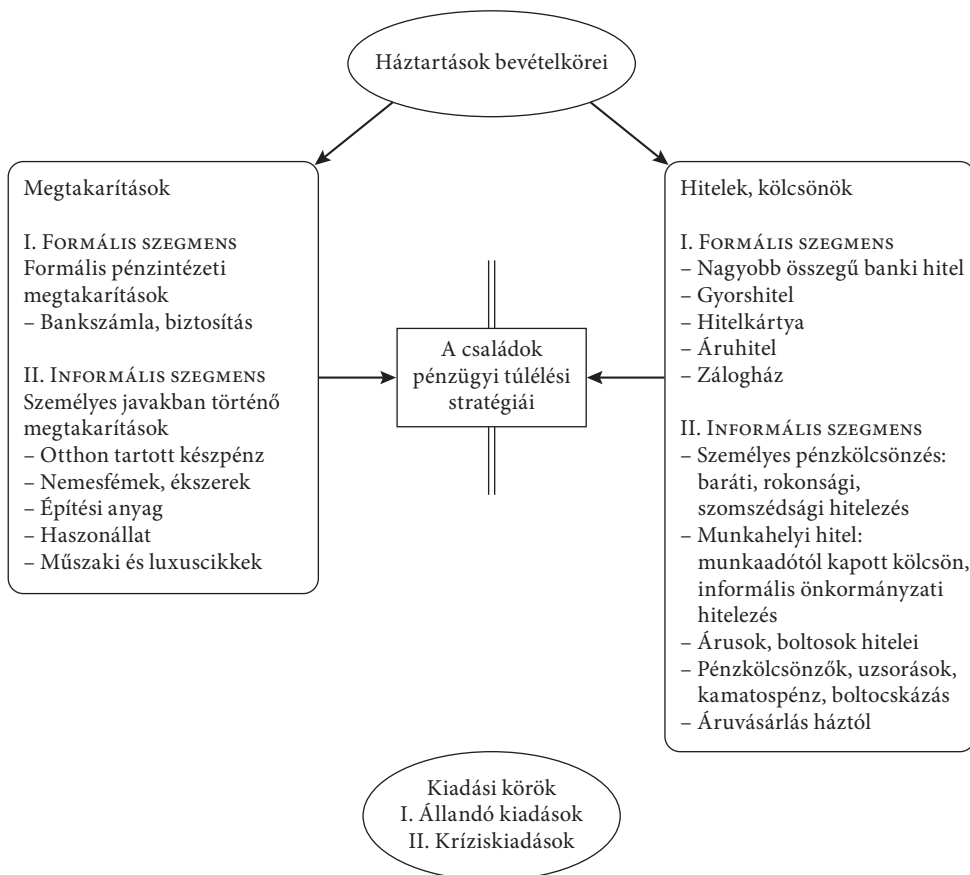 Háztartások bevételkörei
Megtakarítások
I. FORMÁLIS SZEGMENS
Formális pénzintézeti
megtakarítások
– Bankszámla, biztosítás
II. INFORMÁLIS SZEGMENS
Személyes javakban történő
megtakarítások
– Otthon tartott készpénz
– Nemesfémek, ékszerek
– Építési anyag
– Haszonállat
– Műszaki és luxuscikkek
A családok
pénzügyi túlélési
stratégiái
Hitelek, kölcsönök
I. FORMÁLIS SZEGMENS
– Nagyobb összegű banki hitel
– Gyorshitel
– Hitelkártya
– Áruhitel
– Zálogház
II. INFORMÁLIS SZEGMENS
– Személyes pénzkölcsönzés:
baráti, rokonsági,
szomszédsági hitelezés
– Munkahelyi hitel:
munkaadótól kapott kölcsön,
informális önkormányzati
hitelezés
– Árusok, boltosok hitelei
– Pénzkölcsönzők, uzsorások,
kamatospénz, boltocskázás
– Áruvásárlás háztól
Kiadási körök
I. Állandó kiadások
II. Kríziskiadások